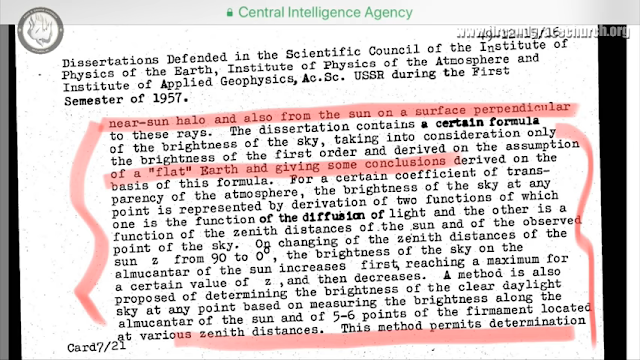 Central Intelligence Agency
49-12-15/16
Dissertations Defended in the Scientific Council of the Institute of
Physics of the Earth, Institute of Physics of the Atmosphere and
Institute of Applied Geophysics, Ac.Sc. USSR during the First
Semester of 1957.
near-sun halo and also from the sun on a surface perpendicular
to these rays. The dissertation contains a certain formula
of the brightness of the sky, taking into consideration only
the brightness of the first order and derived on the assumption
of a "flat" Earth and giving some conclusions derived on the
basis of this formula. For a certain coefficient of trans-
parency of the atmosphere, the brightness of the sky at any
point is represented by derivation of two functions of which
one is the function of the diffusion of light and the other is a
function of the zenith distances of the sun and of the observed
point of the sky. On changing of the zenith distances of the
sun z from 90 to 0°, the brightness of the sky on the
almucantar of the sun increases first, reaching a maximum for
a certain value of z, and then decreases. A method is also
proposed of determining the brightness of the clear daylight
sky at any point based on measuring the brightness along the
almucantar of the sun and of 5-6 points of the firmament located
at various zenith distances. This method permits determination
Card7/21